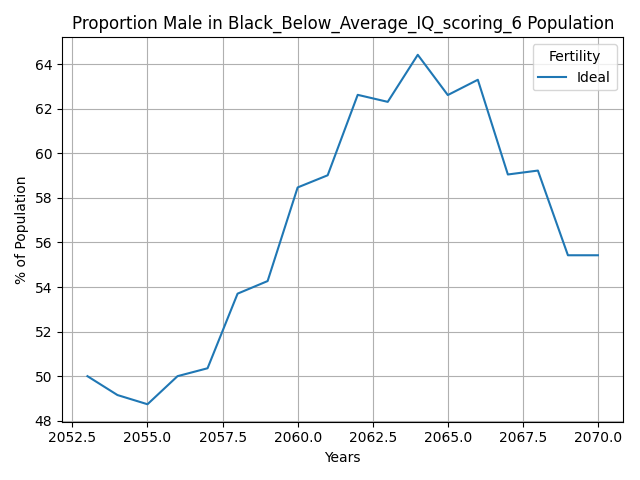 Proportion Male in Black_Below_Average_IQ_scoring_6 Population
Fertility
Ideal
% of Population
64
62
60
58
56
54
52
50
48
2052.5 2055.0 2057.5 2060.0 2062.5 2065.0 2067.5 2070.0
Years